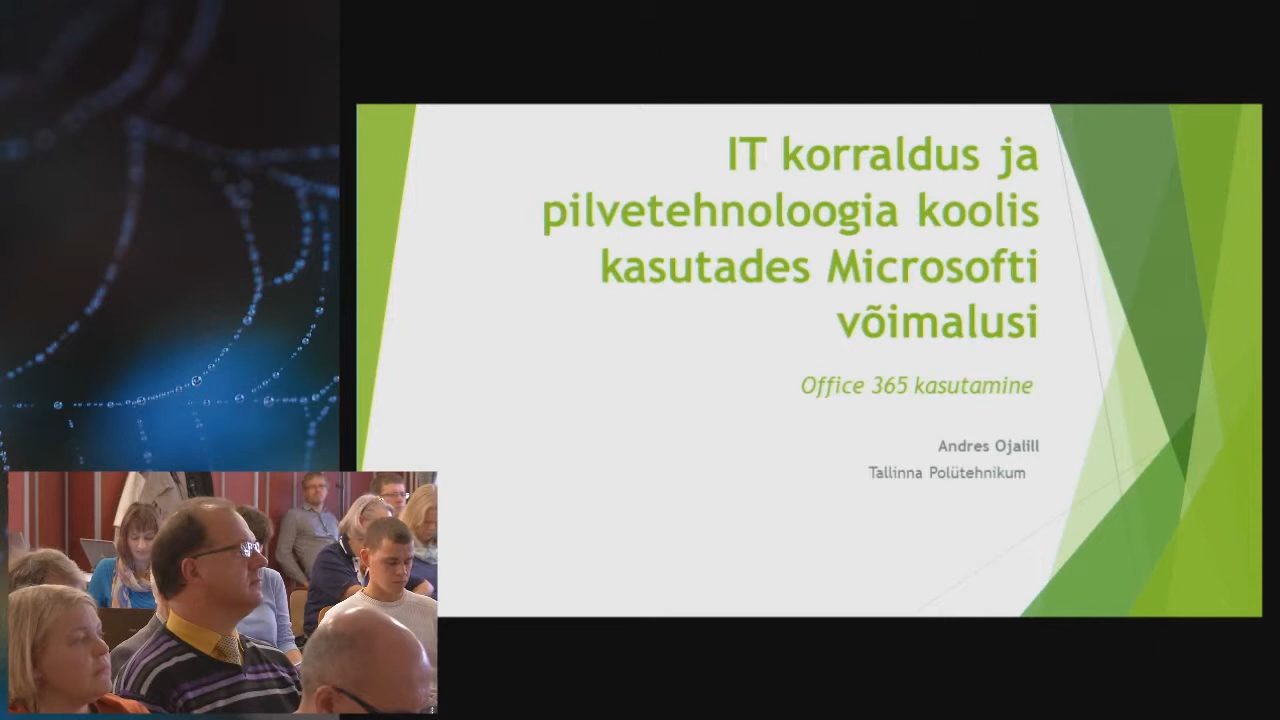 IT korraldus ja
pilvetehnoloogia koolis
kasutades Microsofti
võimalusi
Office 365 kasutamine
Andres Ojalill
Tallinna Polütehnikum